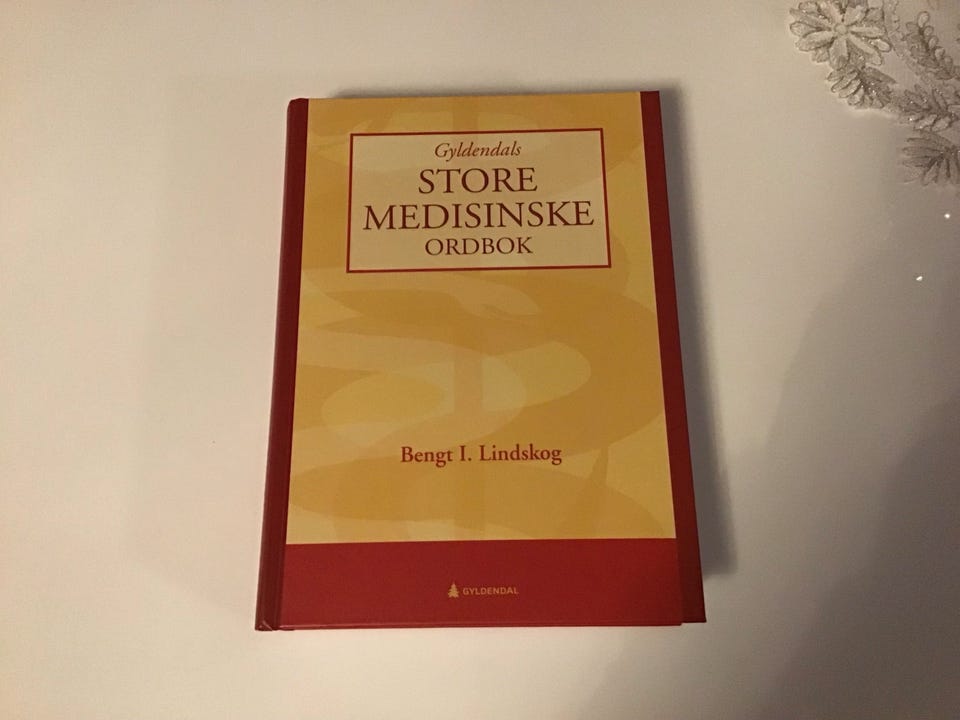 Gyldendals
STORE
MEDISINSKE
ORDBOK
Bengt I. Lindskog
GYLDENDAL